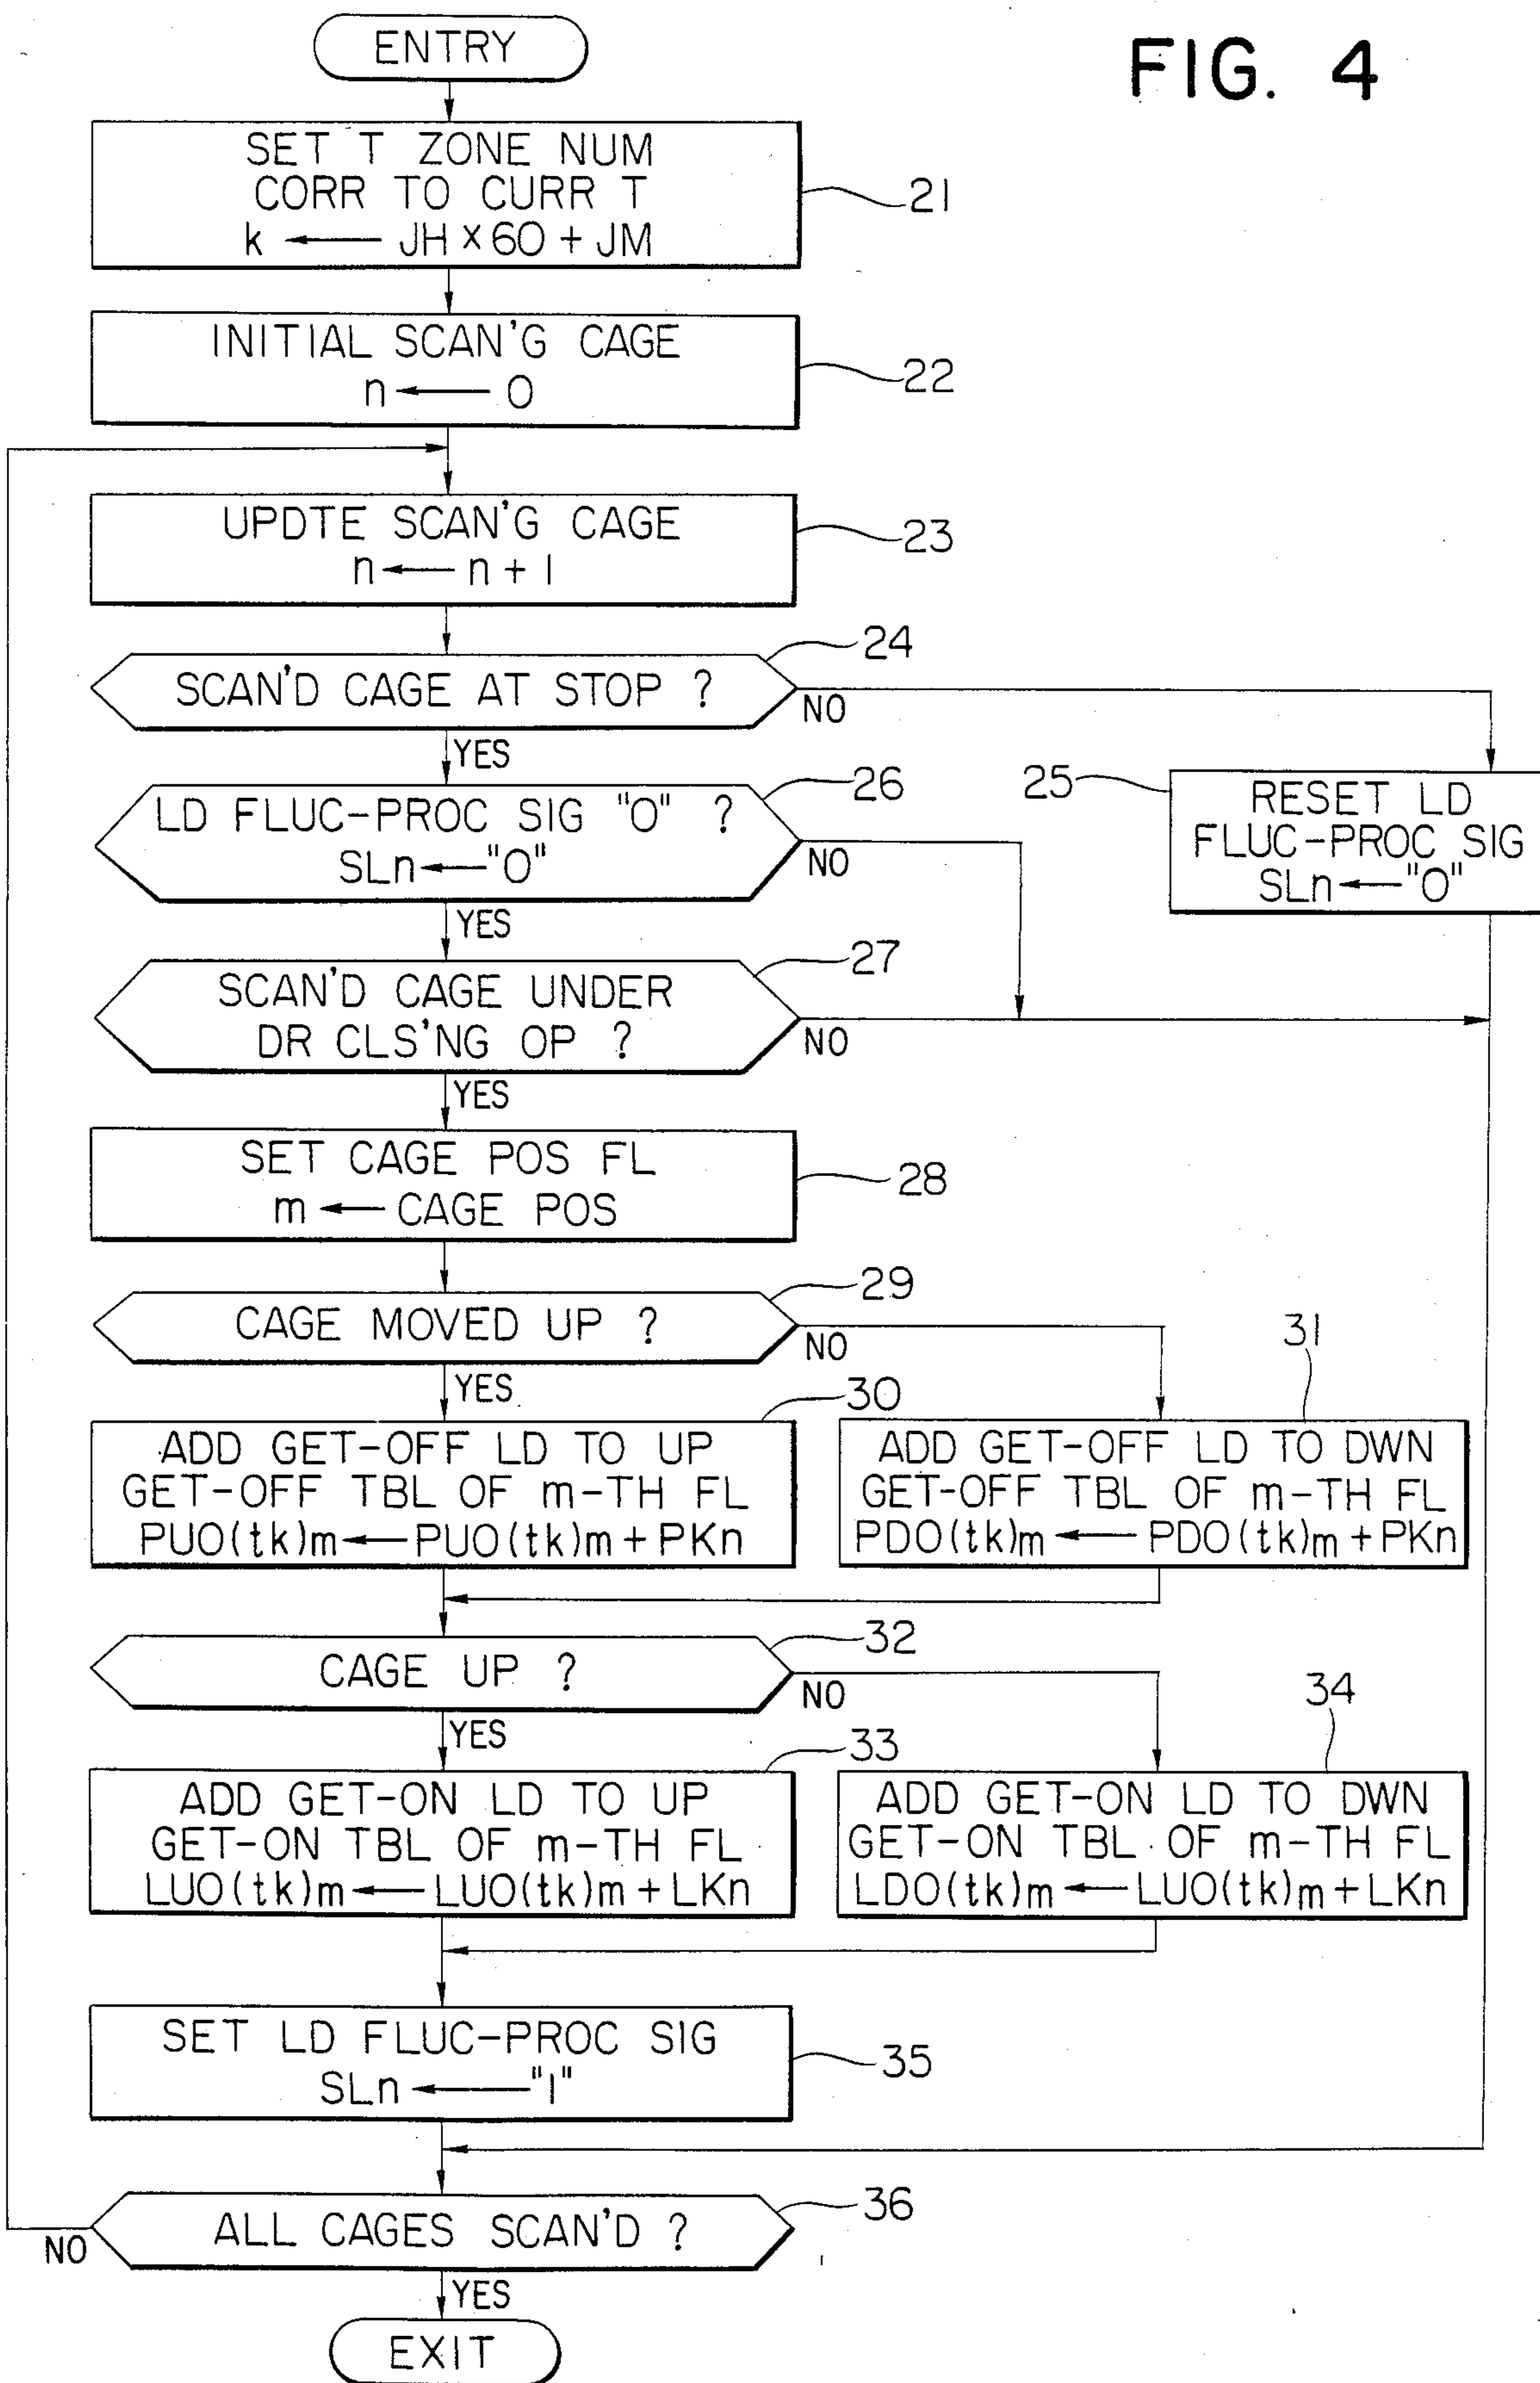 FIG. 4
ENTRY
SET T ZONE NUM
CORR TO CURR T
k ← JH × 60 + JM
21
INITIAL SCAN'G CAGE
n ← 0
22
UPDTE SCAN'G CAGE
n ← n + 1
23
24
SCAN'D CAGE AT STOP ?
NO
YES
25
RESET LD
FLUC-PROC SIG
SLn ← "0"
26
LD FLUC-PROC SIG "0" ?
SLn ← "0"
NO
YES
27
SCAN'D CAGE UNDER
DR CLS'NG OP ?
NO
YES
SET CAGE POS FL
m ← CAGE POS
28
29
CAGE MOVED UP ?
NO
YES
30
ADD GET-OFF LD TO UP
GET-OFF TBL OF m-TH FL
PUO(tk)m ← PUO(tk)m + PKn
31
ADD GET-OFF LD TO DWN
GET-OFF TBL OF m-TH FL
PDO(tk)m ← PDO(tk)m + PKn
32
CAGE UP ?
NO
YES
33
ADD GET-ON LD TO UP
GET-ON TBL OF m-TH FL
LUO(tk)m ← LUO(tk)m + LKn
34
ADD GET-ON LD TO DWN
GET-ON TBL OF m-TH FL
LDO(tk)m ← LUO(tk)m + LKn
SET LD FLUC-PROC SIG
SLn ← "1"
35
36
ALL CAGES SCAN'D ?
NO
YES
EXIT